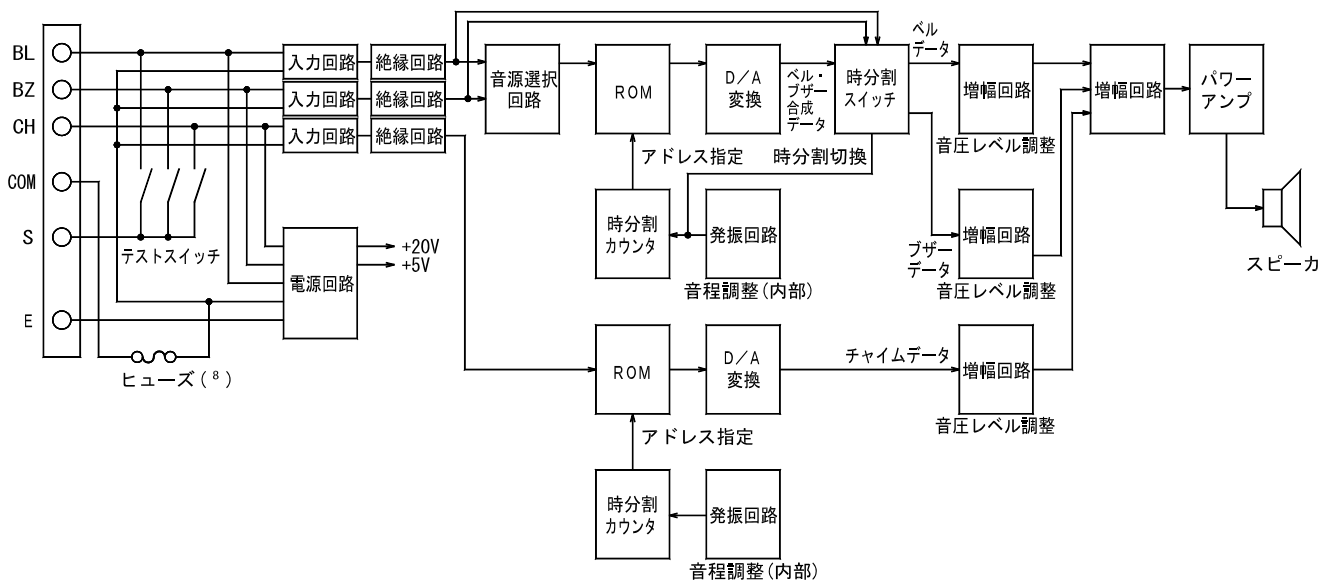 BL
BZ
CH
COM
S
E
テストスイッチ
ヒューズ(⁸)
入力回路
絶縁回路
入力回路
絶縁回路
入力回路
絶縁回路
電源回路
+20V
+5V
音源選択
回路
ROM
D/A
変換
ベル・
ブザー
合成
データ
時分割
スイッチ
アドレス指定
時分割切換
時分割
カウンタ
発振回路
音程調整(内部)
ベル
データ
増幅回路
音圧レベル調整
ブザー
データ
増幅回路
音圧レベル調整
増幅回路
パワー
アンプ
スピーカ
ROM
D/A
変換
チャイムデータ
増幅回路
音圧レベル調整
アドレス指定
時分割
カウンタ
発振回路
音程調整(内部)